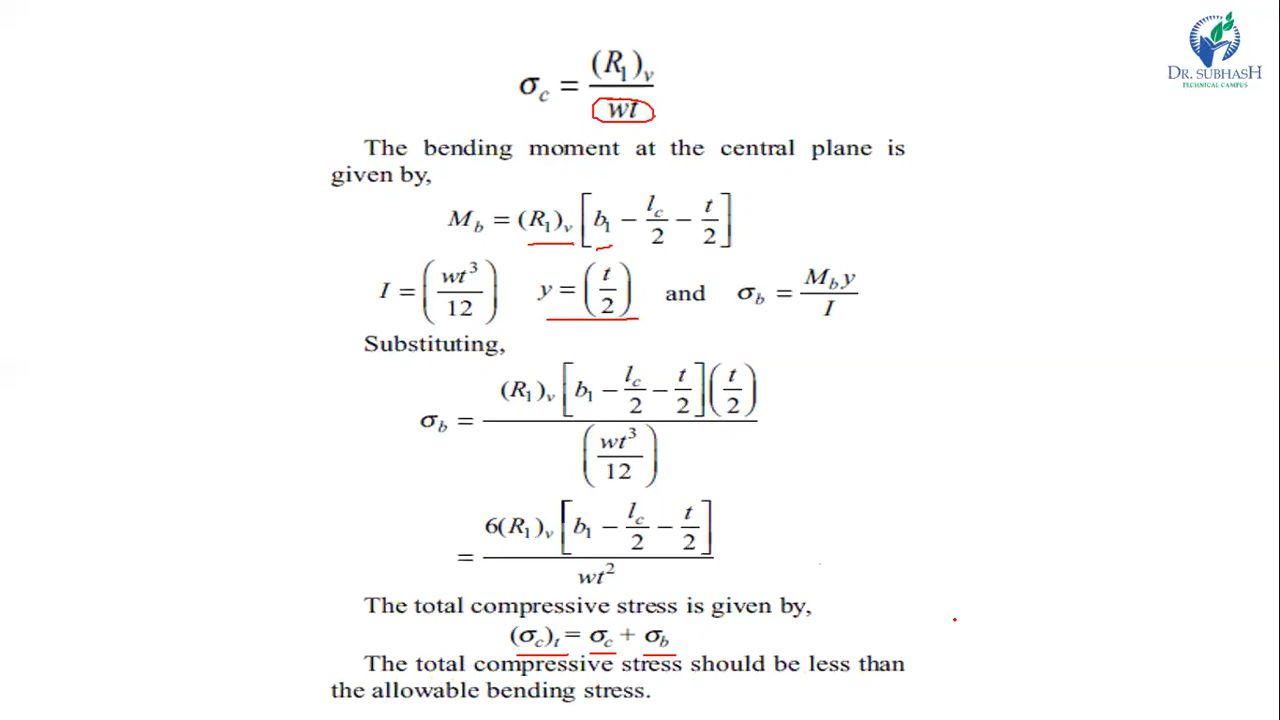 DR. SUBHASH
TECHNICAL CAMPUS
σc = (R1)v / wt
The bending moment at the central plane is
given by,
Mb = (R1)v [b1 − lc/2 − t/2]
I = (wt³/12) y = (t/2) and σb = Mb y / I
Substituting,
σb = (R1)v [b1 − lc/2 − t/2] (t/2) / (wt³/12)
= 6(R1)v [b1 − lc/2 − t/2] / wt²
The total compressive stress is given by,
(σc)t = σc + σb
The total compressive stress should be less than
the allowable bending stress.